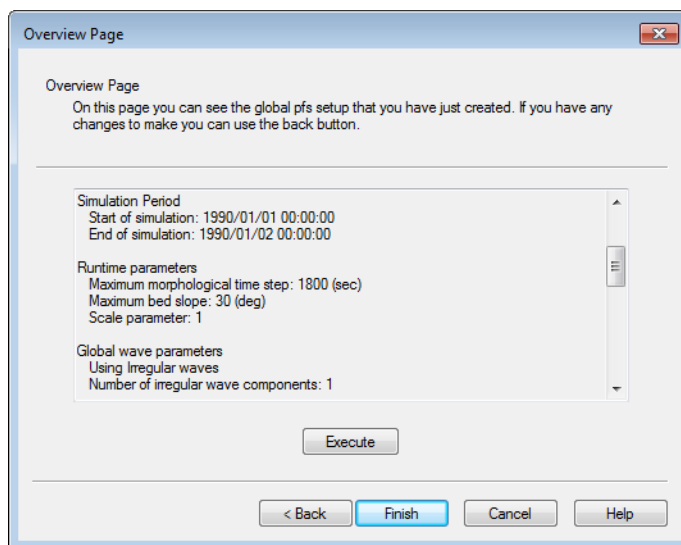 Overview Page
Overview Page
On this page you can see the global pfs setup that you have just created. If you have any
changes to make you can use the back button.
Simulation Period
Start of simulation: 1990/01/01 00:00:00
End of simulation: 1990/01/02 00:00:00
Runtime parameters
Maximum morphological time step: 1800 (sec)
Maximum bed slope: 30 (deg)
Scale parameter: 1
Global wave parameters
Using Irregular waves
Number of irregular wave components: 1
Execute
< Back Finish Cancel Help